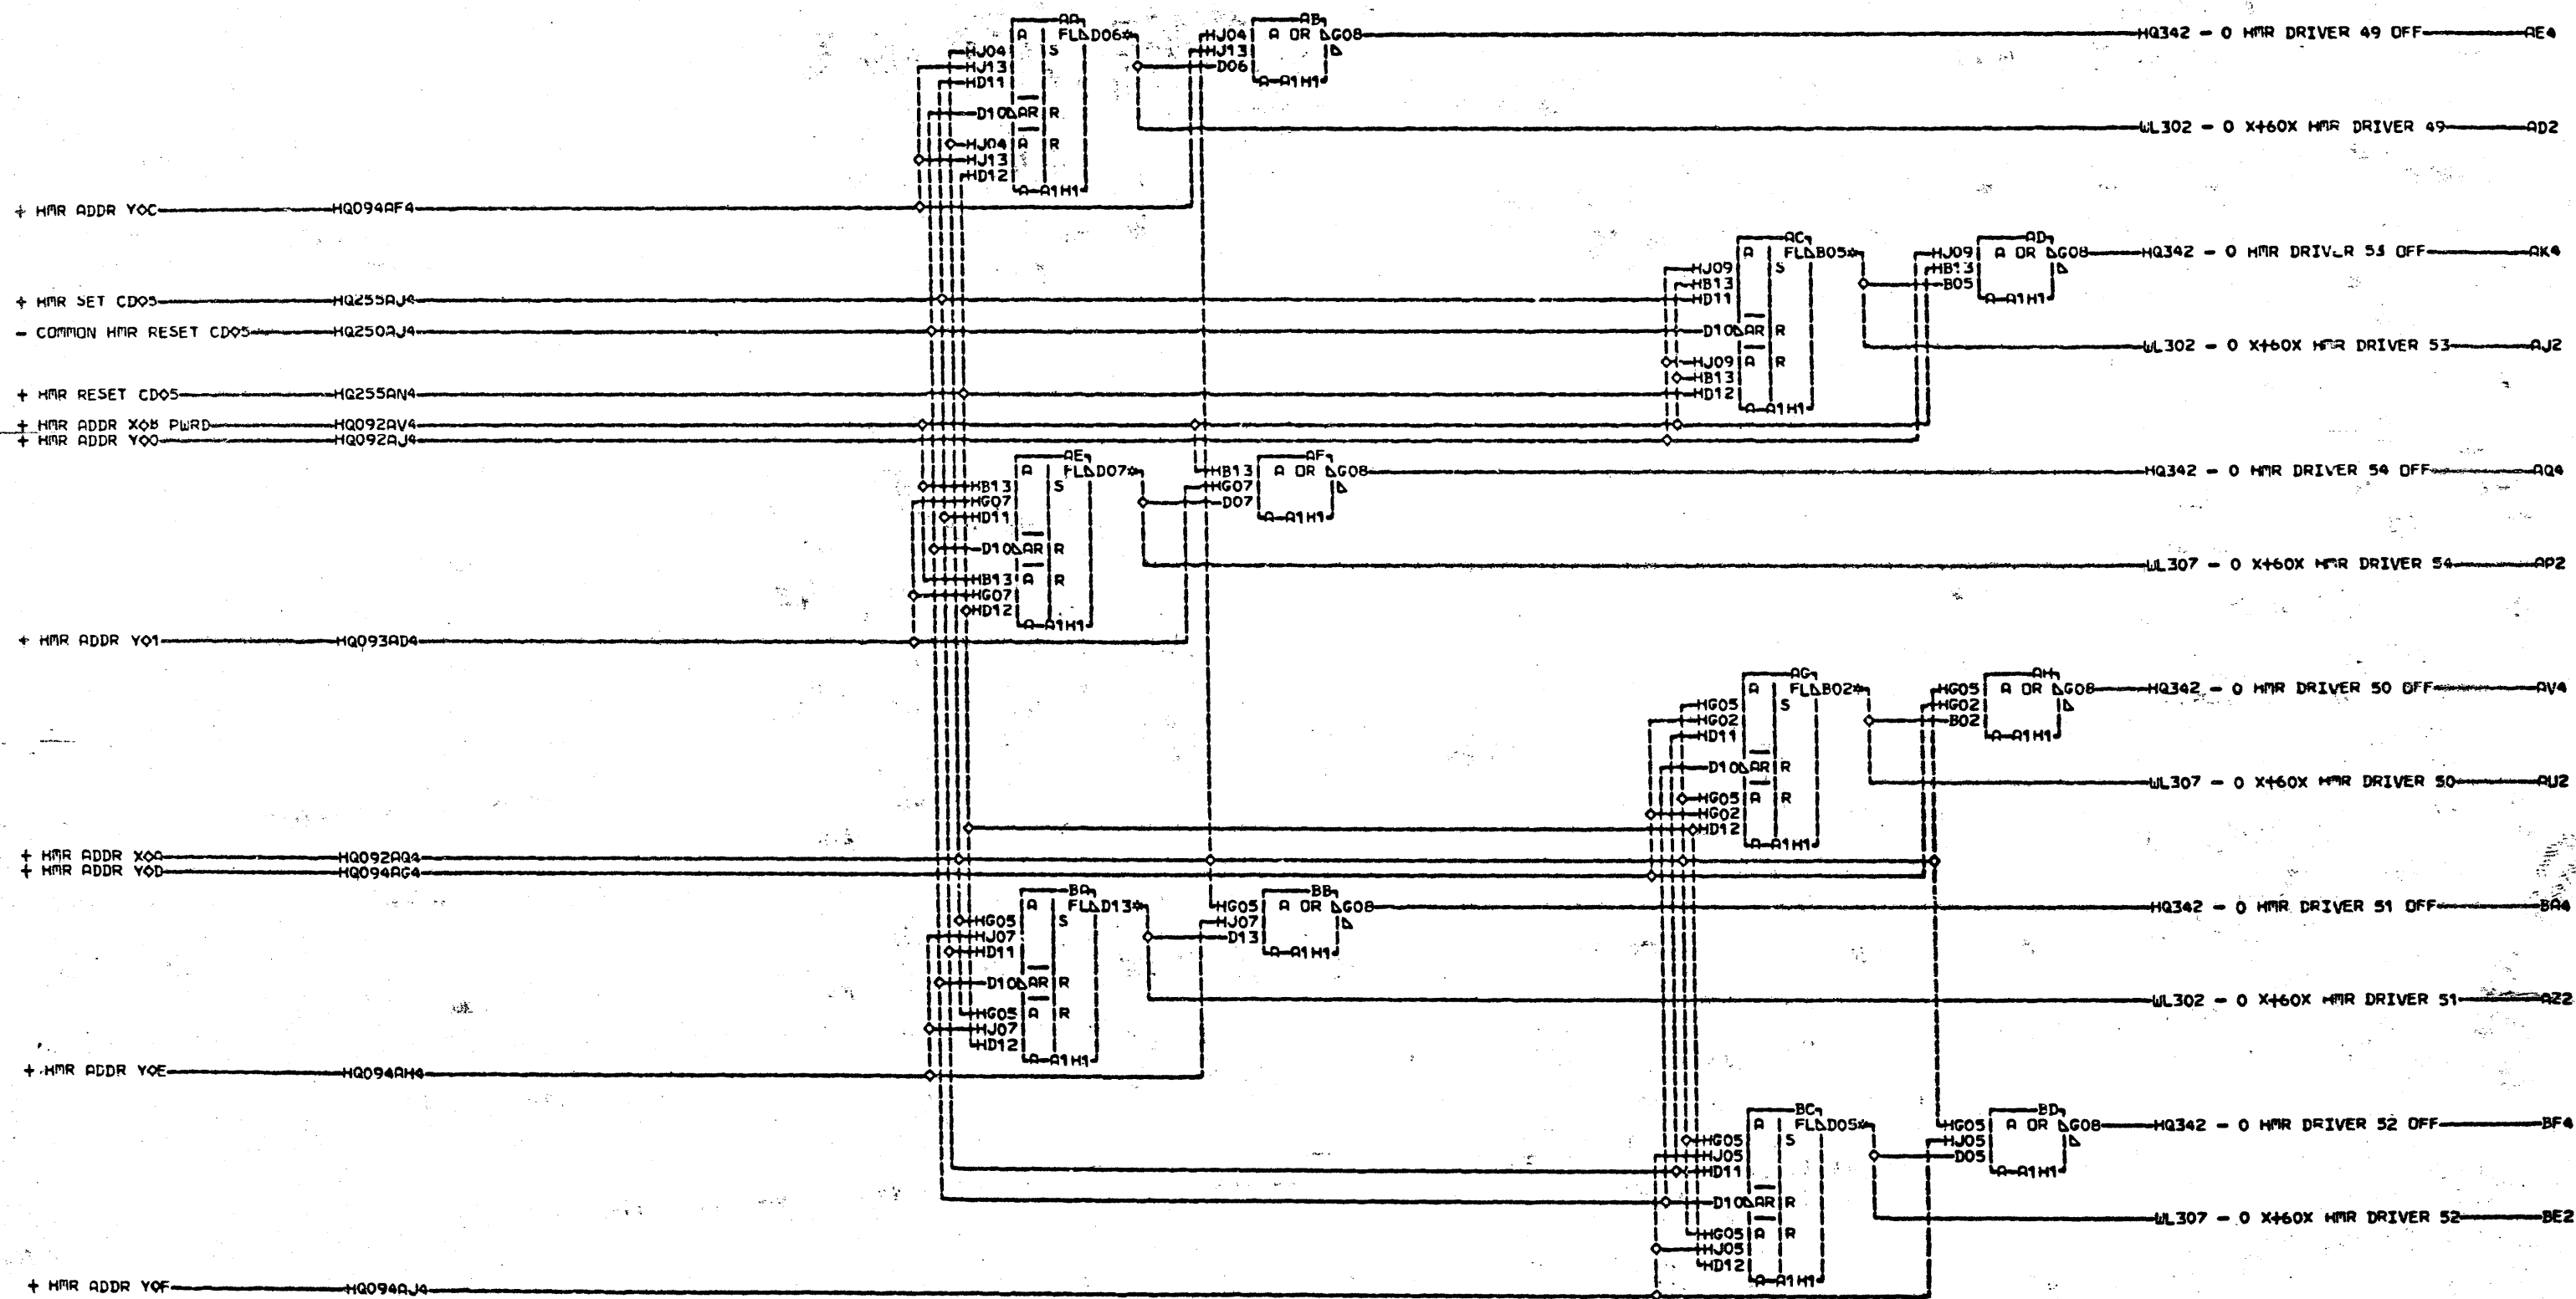 AA
A FL D06*
HJ04 S
HJ13
HD11
D10 AR R
HJ04 A R
HJ13
HD12
A-A1H1
AB
HJ04 A OR G08
HJ13
D06
A-A1H1
HQ342 - 0 HMR DRIVER 49 OFF AE4
WL302 - 0 X+60X HMR DRIVER 49 AD2
+ HMR ADDR Y0C HQ094AF4
AC
A FL B05*
HJ09 S
HB13
HD11
D10 AR R
HJ09 A R
HB13
HD12
A-A1H1
AD
HJ09 A OR G08
HB13
B05
A-A1H1
HQ342 - 0 HMR DRIVER 53 OFF AK4
WL302 - 0 X+60X HMR DRIVER 53 AJ2
+ HMR SET CD05 HQ255AJ4
- COMMON HMR RESET CD05 HQ250AJ4
+ HMR RESET CD05 HQ255AN4
+ HMR ADDR X0B PWRD HQ092AV4
+ HMR ADDR Y00 HQ092AJ4
AE
A FL D07*
HB13 S
HG07
HD11
D10 AR R
HB13 A R
HG07
HD12
A-A1H1
AF
HB13 A OR G08
HG07
D07
A-A1H1
HQ342 - 0 HMR DRIVER 54 OFF AQ4
WL307 - 0 X+60X HMR DRIVER 54 AP2
+ HMR ADDR Y01 HQ093AD4
AG
A FL B02*
HG05 S
HG02
HD11
D10 AR R
HG05 A R
HG02
HD12
A-A1H1
AH
HG05 A OR G08
HG02
B02
A-A1H1
HQ342 - 0 HMR DRIVER 50 OFF AV4
WL307 - 0 X+60X HMR DRIVER 50 AU2
+ HMR ADDR X0A HQ092AQ4
+ HMR ADDR Y0D HQ094AG4
BA
A FL D13*
HG05 S
HJ07
HD11
D10 AR R
HG05 A R
HJ07
HD12
A-A1H1
BB
HG05 A OR G08
HJ07
D13
A-A1H1
HQ342 - 0 HMR DRIVER 51 OFF BA4
WL302 - 0 X+60X HMR DRIVER 51 AZ2
+ HMR ADDR Y0E HQ094AH4
BC
A FL D05*
HG05 S
HJ05
HD11
D10 AR R
HG05 A R
HJ05
HD12
A-A1H1
BD
HG05 A OR G08
HJ05
D05
A-A1H1
HQ342 - 0 HMR DRIVER 52 OFF BF4
WL307 - 0 X+60X HMR DRIVER 52 BE2
+ HMR ADDR Y0F HQ094AJ4